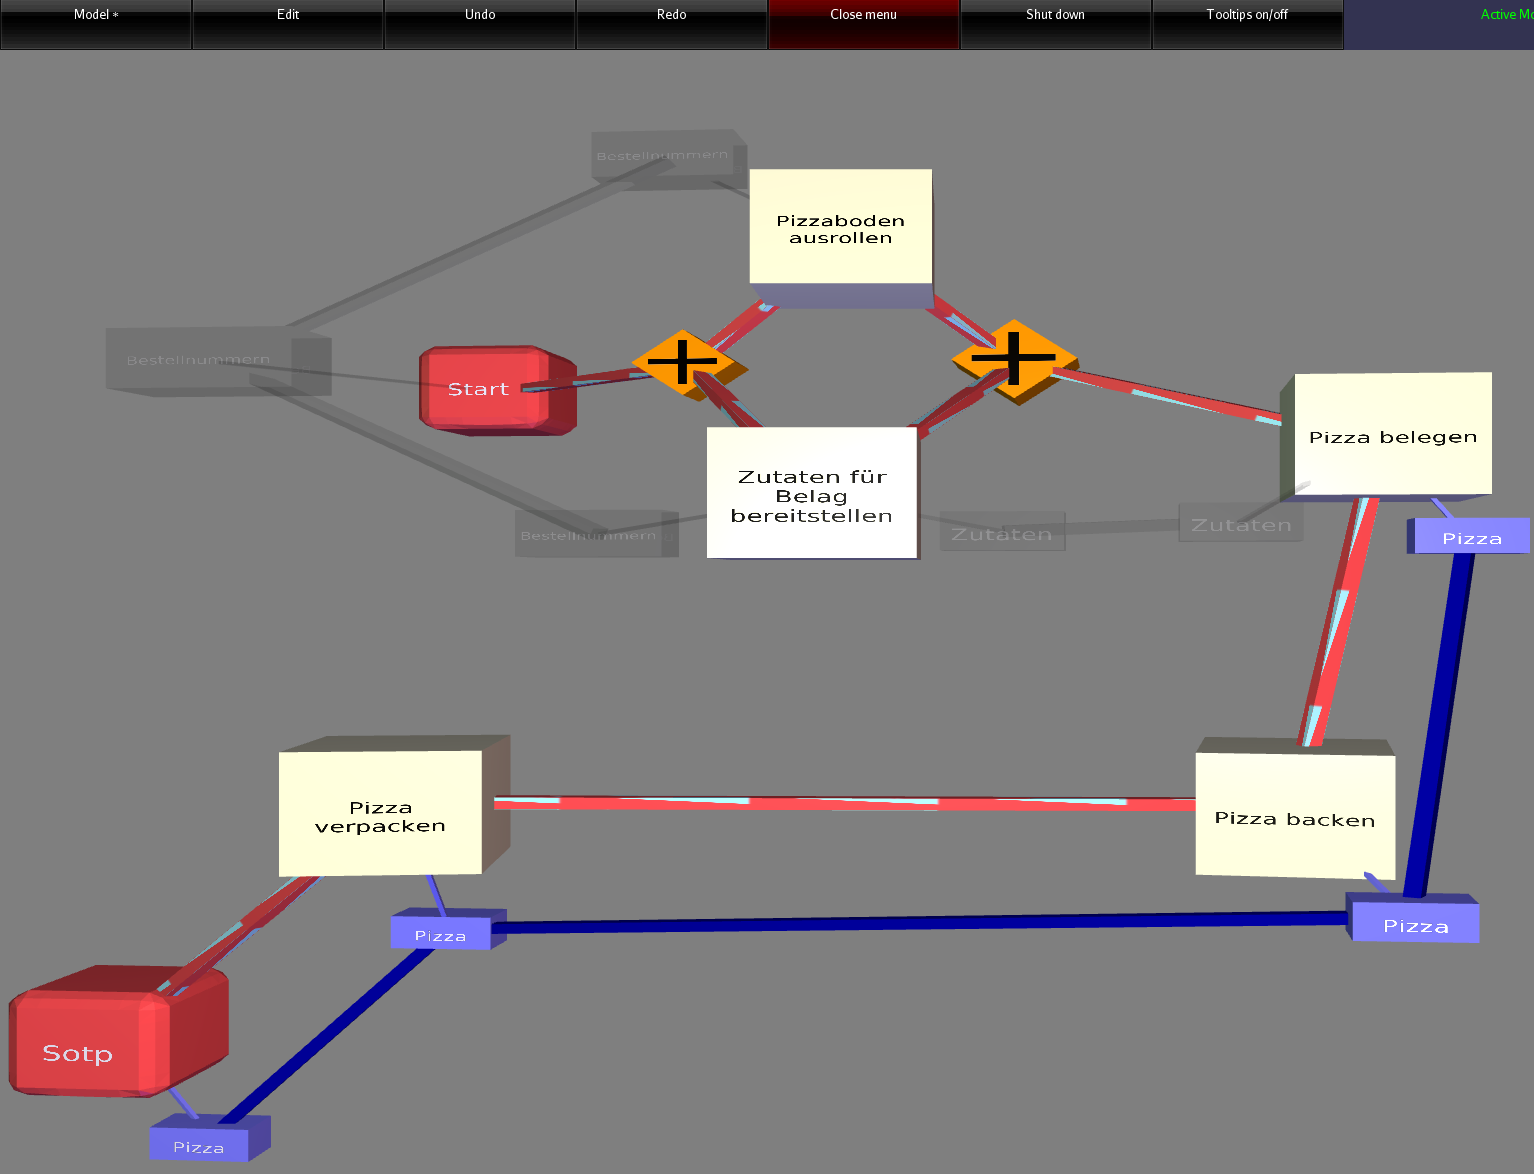 Model *
Edit
Undo
Redo
Close menu
Shut down
Tooltips on/off
Active Mo
Bestellnummern
Pizzaboden
ausrollen
Bestellnummern
Start
Pizza belegen
Zutaten für
Belag
bereitstellen
Bestellnummern
Zutaten
Zutaten
Pizza
Pizza
verpacken
Pizza backen
Pizza
Pizza
Sotp
Pizza